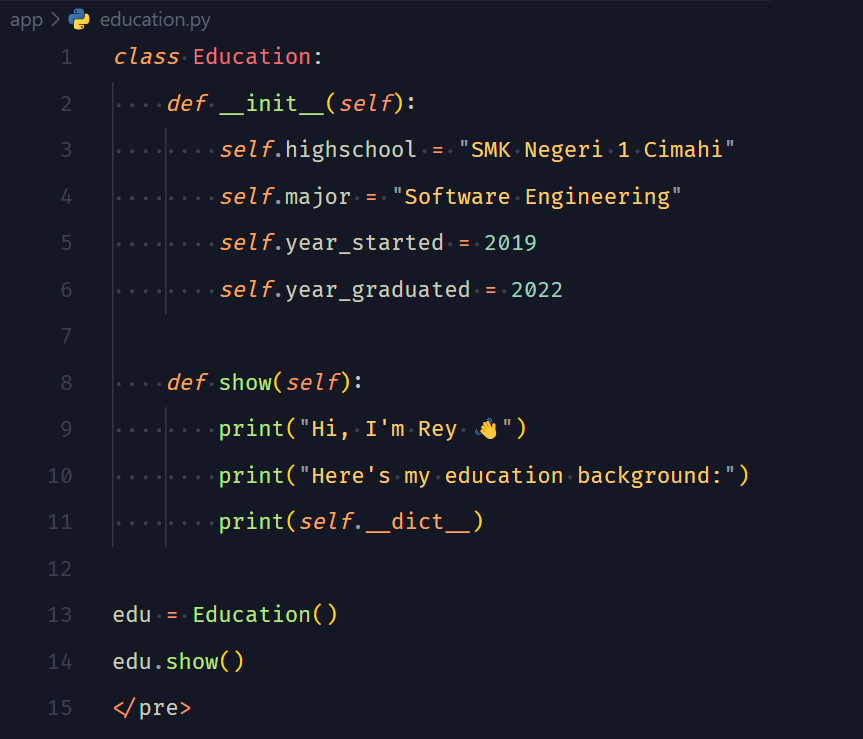 app > education.py
1 class Education:
2     def __init__(self):
3         self.highschool = "SMK Negeri 1 Cimahi"
4         self.major = "Software Engineering"
5         self.year_started = 2019
6         self.year_graduated = 2022
7
8     def show(self):
9         print("Hi, I'm Rey 👋")
10         print("Here's my education background:")
11         print(self.__dict__)
12
13 edu = Education()
14 edu.show()
15 </pre>